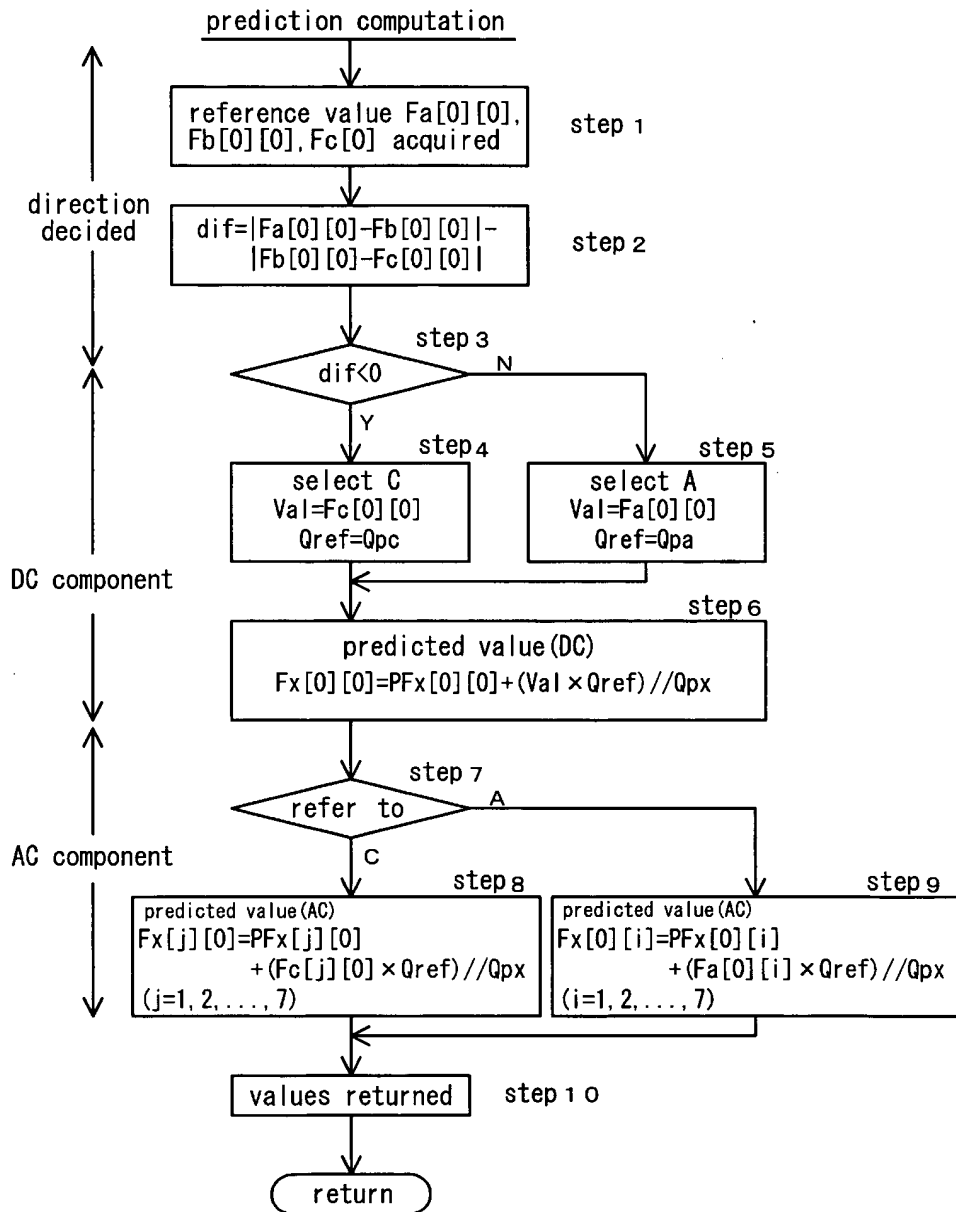 prediction computation
reference value Fa[0][0],
Fb[0][0],Fc[0] acquired
step 1
direction
decided
dif=|Fa[0][0]-Fb[0][0]|-
|Fb[0][0]-Fc[0][0]|
step 2
step 3
dif<0
N
Y
step 4
select C
Val=Fc[0][0]
Qref=Qpc
step 5
select A
Val=Fa[0][0]
Qref=Qpa
DC component
step 6
predicted value(DC)
Fx[0][0]=PFx[0][0]+(Val×Qref)//Qpx
step 7
refer to
A
C
AC component
step 8
predicted value(AC)
Fx[j][0]=PFx[j][0]
+(Fc[j][0]×Qref)//Qpx
(j=1,2,...,7)
step 9
predicted value(AC)
Fx[0][i]=PFx[0][i]
+(Fa[0][i]×Qref)//Qpx
(i=1,2,...,7)
values returned
step 10
return